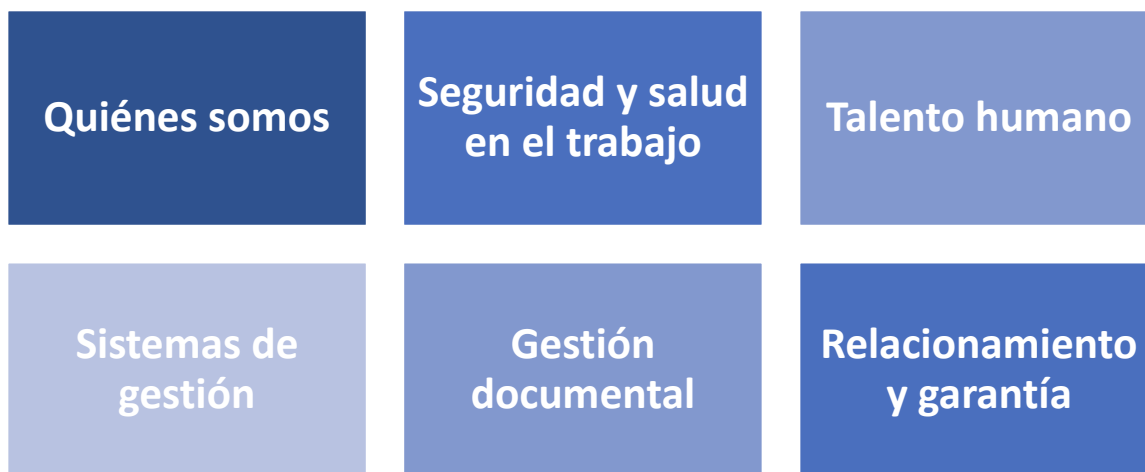 Quiénes somos
Seguridad y salud
en el trabajo
Talento humano
Sistemas de
gestión
Gestión
documental
Relacionamiento
y garantía